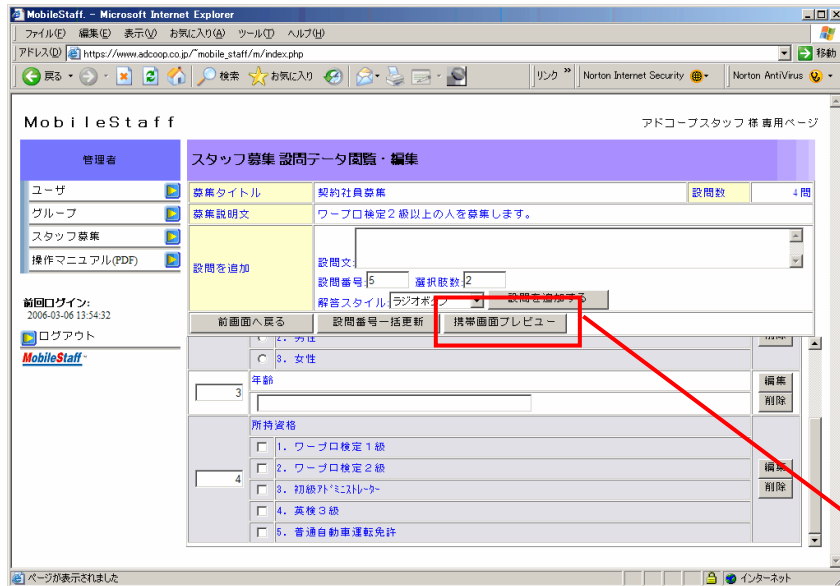 MobileStaff. - Microsoft Internet Explorer
ファイル(F) 編集(E) 表示(V) お気に入り(A) ツール(T) ヘルプ(H)
アドレス(D) https://www.adcoop.co.jp/~mobile_staff/m/index.php 移動
戻る 検索 お気に入り リンク » Norton Internet Security Norton AntiVirus
MobileStaff アドコープスタッフ 様 専用ページ
管理者 スタッフ募集 設問データ閲覧・編集
ユーザ
グループ
スタッフ募集
操作マニュアル(PDF)
前回ログイン:
2006-03-06 13:54:32
ログアウト
MobileStaff
募集タイトル 契約社員募集 設問数 4問
募集説明文 ワープロ検定2級以上の人を募集します。
設問を追加 設問文:
設問番号:5 選択肢数:2
解答スタイル:ラジオボタン 設問を追加する
前画面へ戻る 設問番号一括更新 携帯画面プレビュー
2. 男性 削除
3. 女性
3 年齢 編集
削除
所持資格
1. ワープロ検定1級
2. ワープロ検定2級 編集
4
3. 初級アドミニストレーター 削除
4. 英検3級
5. 普通自動車運転免許
ページが表示されました インターネット